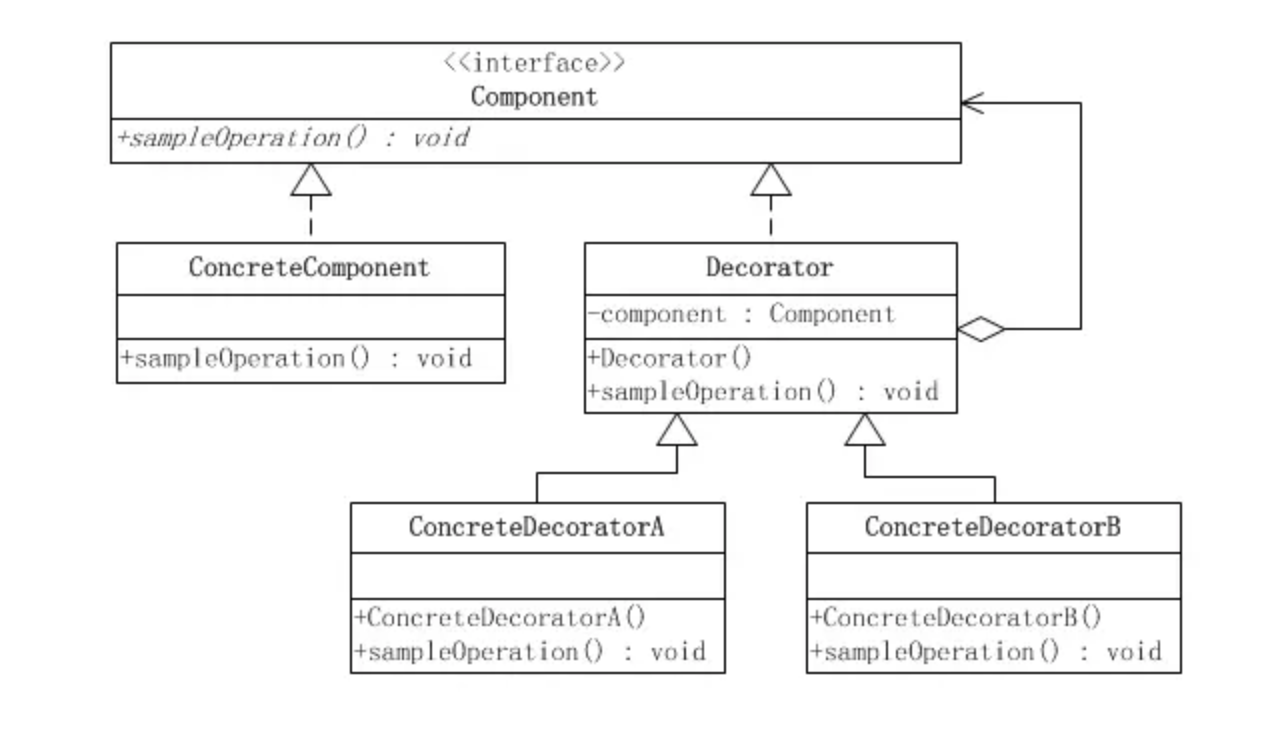 <<interface>>
Component
+sampleOperation() : void
ConcreteComponent
+sampleOperation() : void
Decorator
-component : Component
+Decorator()
+sampleOperation() : void
ConcreteDecoratorA
+ConcreteDecoratorA()
+sampleOperation() : void
ConcreteDecoratorB
+ConcreteDecoratorB()
+sampleOperation() : void